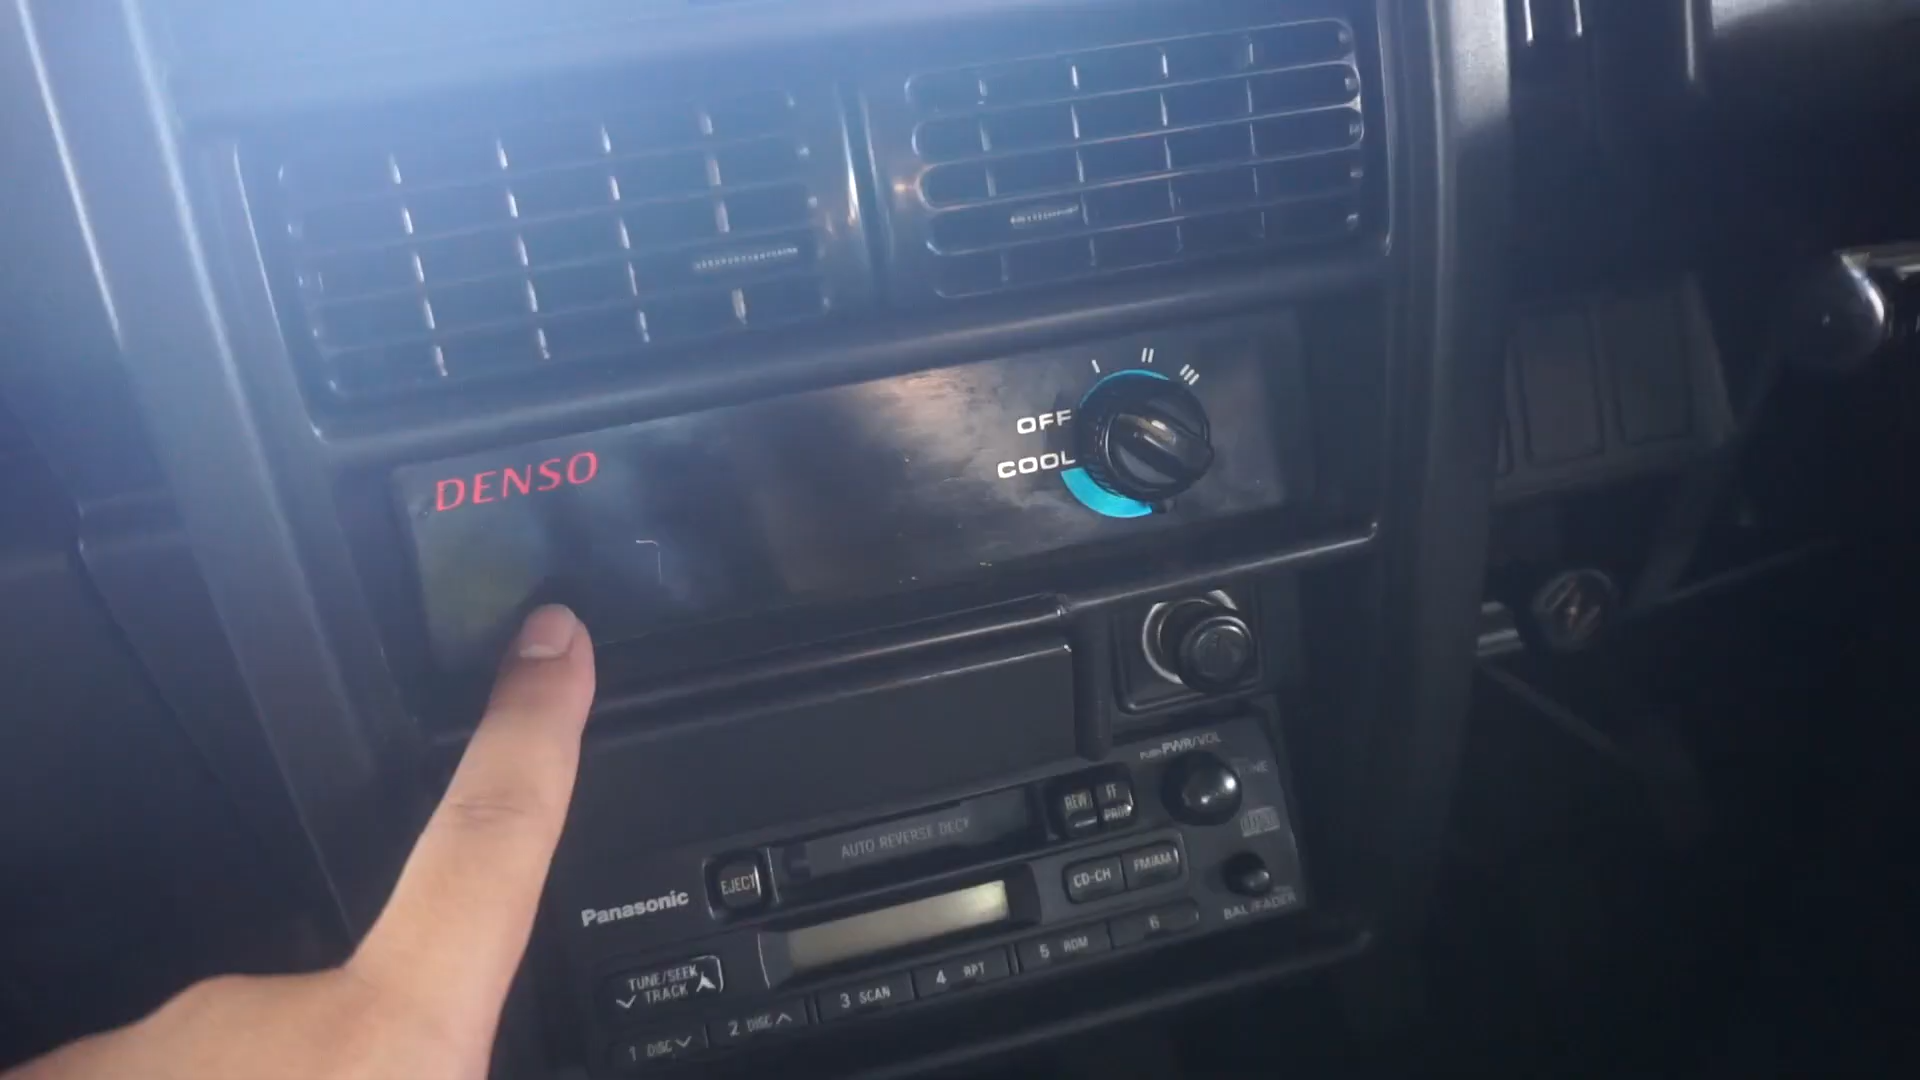 I II III
OFF
COOL
DENSO
PUSH PWR/VOL
TUNE
REW FF
PROG
AUTO REVERSE DECK
EJECT
Panasonic
CD-CH FM/AM
BAL/FADER
TUNE/SEEK
TRACK
1 DISC 2 DISC 3 SCAN 4 RPT 5 RDM 6